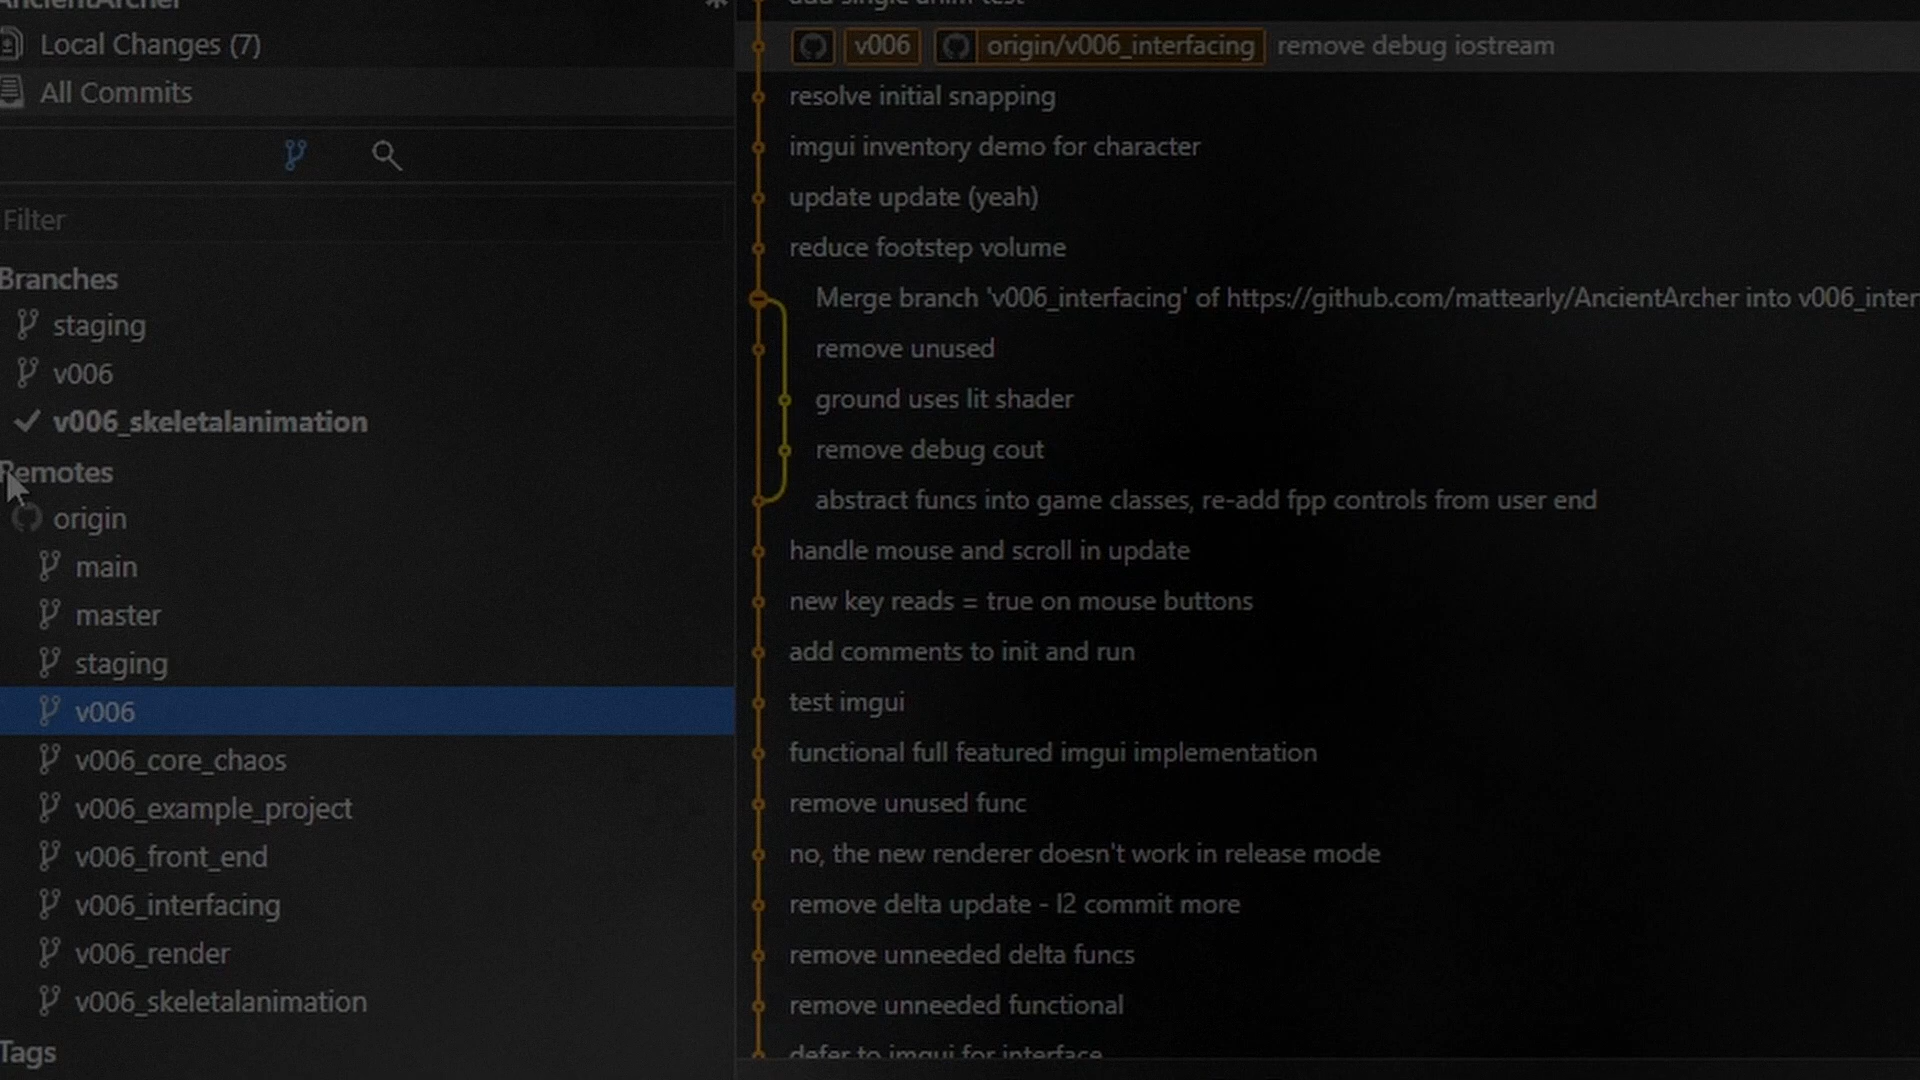 AncientArcher
Local Changes (7)
All Commits
Filter
Branches
staging
v006
v006_skeletalanimation
Remotes
origin
main
master
staging
v006
v006_core_chaos
v006_example_project
v006_front_end
v006_interfacing
v006_render
v006_skeletalanimation
Tags
add single anim test
v006 origin/v006_interfacing remove debug iostream
resolve initial snapping
imgui inventory demo for character
update update (yeah)
reduce footstep volume
Merge branch 'v006_interfacing' of https://github.com/mattearly/AncientArcher into v006_inter
remove unused
ground uses lit shader
remove debug cout
abstract funcs into game classes, re-add fpp controls from user end
handle mouse and scroll in update
new key reads = true on mouse buttons
add comments to init and run
test imgui
functional full featured imgui implementation
remove unused func
no, the new renderer doesn't work in release mode
remove delta update - l2 commit more
remove unneeded delta funcs
remove unneeded functional
defer to imgui for interface